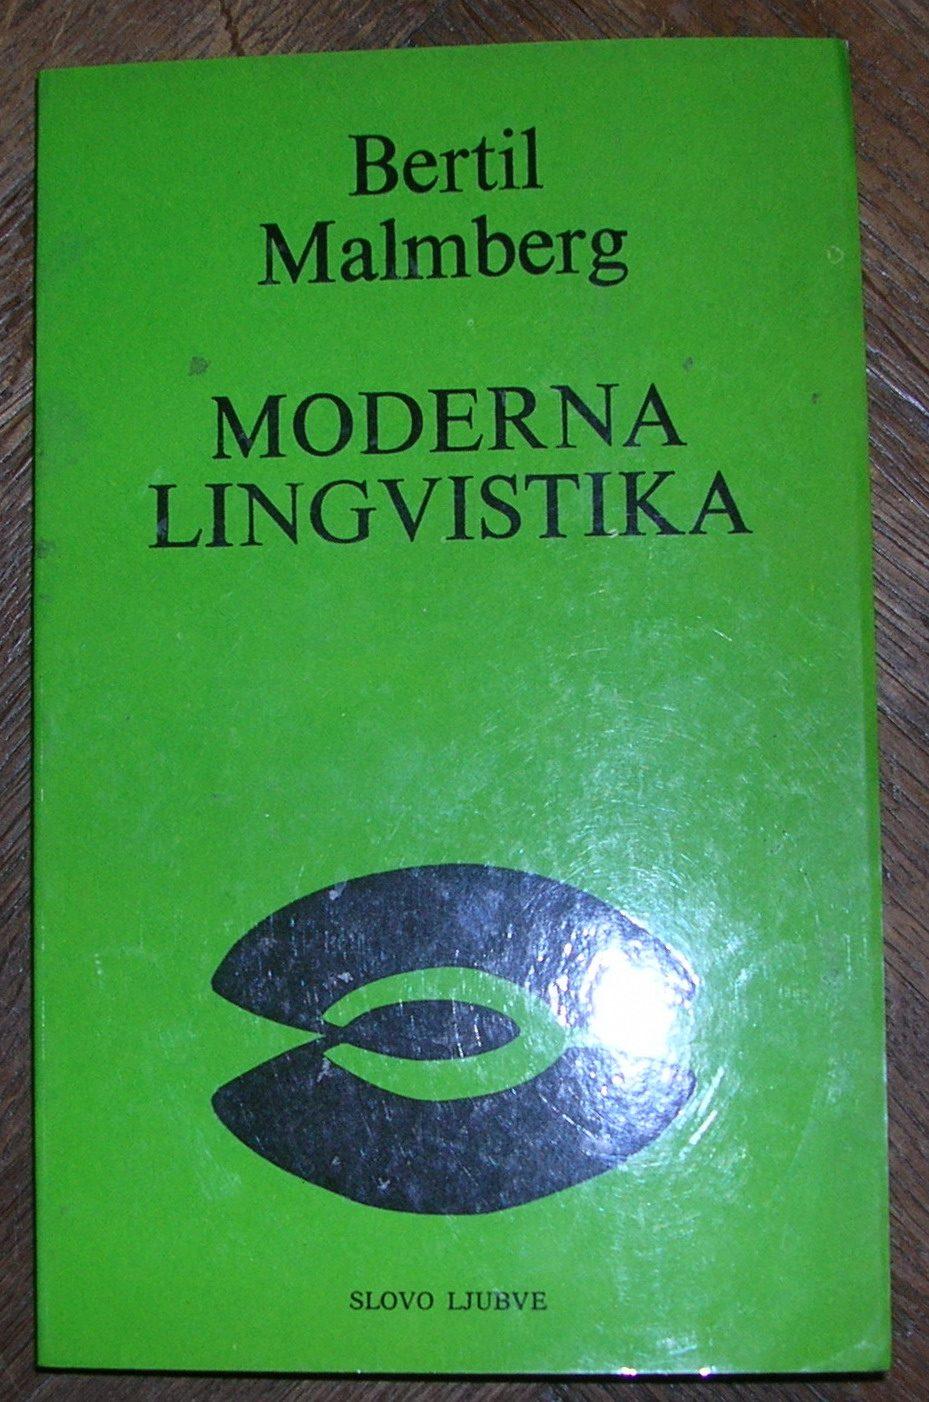 Bertil
Malmberg
MODERNA
LINGVISTIKA
SLOVO LJUBVE